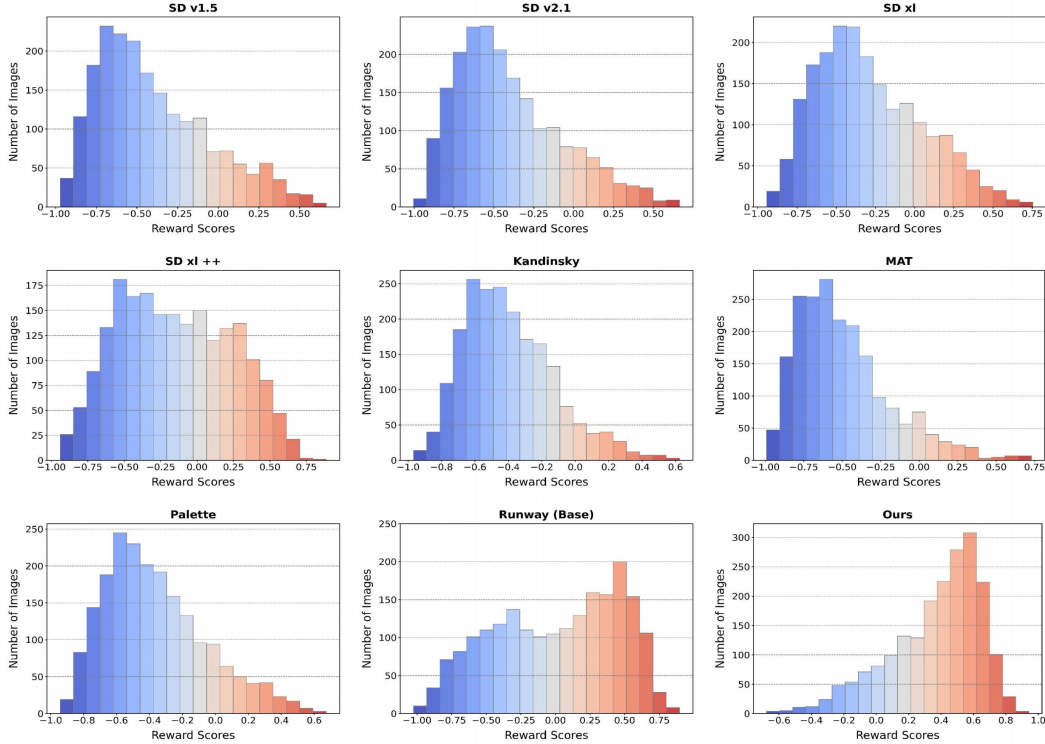 SD v1.5
SD v2.1
SD xl
Number of Images
200
150
100
50
0
−1.00 −0.75 −0.50 −0.25 0.00 0.25 0.50
Reward Scores
Number of Images
200
150
100
50
0
−1.00 −0.75 −0.50 −0.25 0.00 0.25 0.50
Reward Scores
Number of Images
200
150
100
50
0
−1.00 −0.75 −0.50 −0.25 0.00 0.25 0.50 0.75
Reward Scores
SD xl ++
Kandinsky
MAT
Number of Images
175
150
125
100
75
50
25
0
−1.00 −0.75 −0.50 −0.25 0.00 0.25 0.50 0.75
Reward Scores
Number of Images
250
200
150
100
50
0
−1.0 −0.8 −0.6 −0.4 −0.2 0.0 0.2 0.4 0.6
Reward Scores
Number of Images
250
200
150
100
50
0
−1.00 −0.75 −0.50 −0.25 0.00 0.25 0.50 0.75
Reward Scores
Palette
Runway (Base)
Ours
Number of Images
250
200
150
100
50
0
−1.0 −0.8 −0.6 −0.4 −0.2 0.0 0.2 0.4 0.6
Reward Scores
Number of Images
250
200
150
100
50
0
−1.00 −0.75 −0.50 −0.25 0.00 0.25 0.50 0.75
Reward Scores
Number of Images
300
250
200
150
100
50
0
−0.6 −0.4 −0.2 0.0 0.2 0.4 0.6 0.8 1.0
Reward Scores